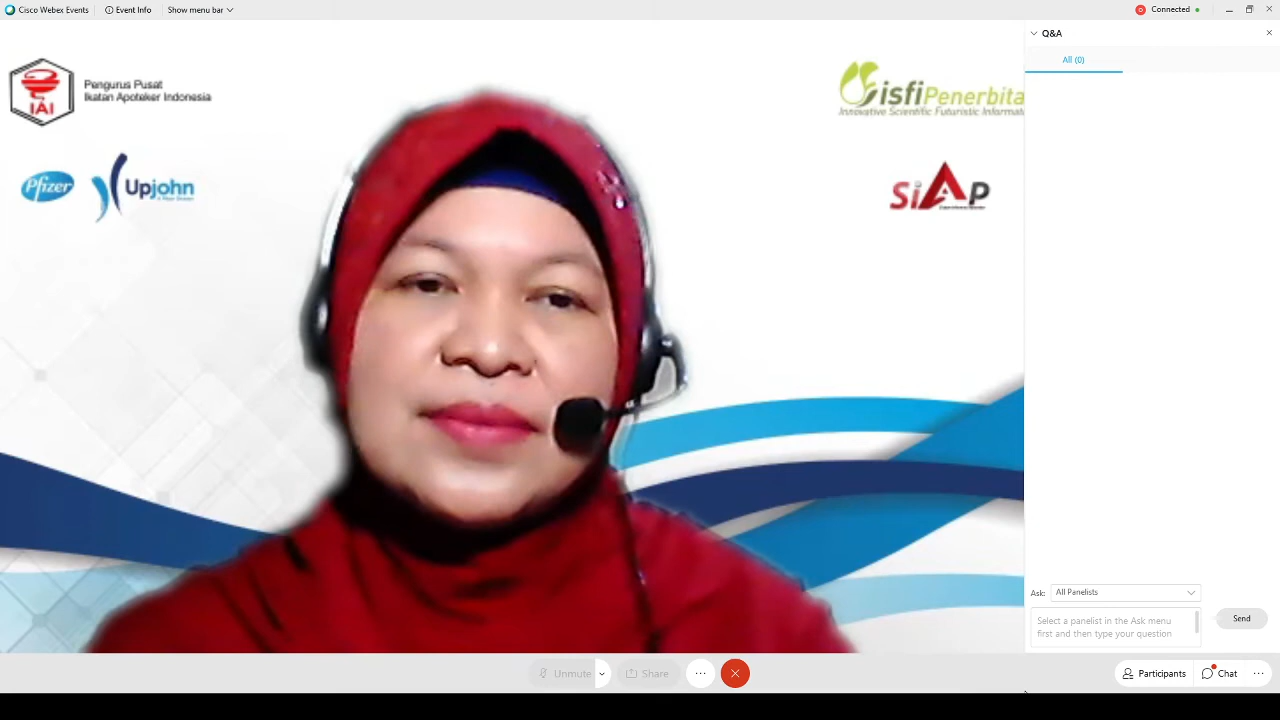 Cisco Webex Events
Event Info
Show menu bar
Connected
Pengurus Pusat
Ikatan Apoteker Indonesia
IAI
isfiPenerbita
Innovative Scientific Futuristic Informat
Pfizer
Upjohn
SiAP
Q&A
All (0)
Ask:
All Panelists
Select a panelist in the Ask menu
first and then type your question
Send
Unmute
Share
Participants
Chat